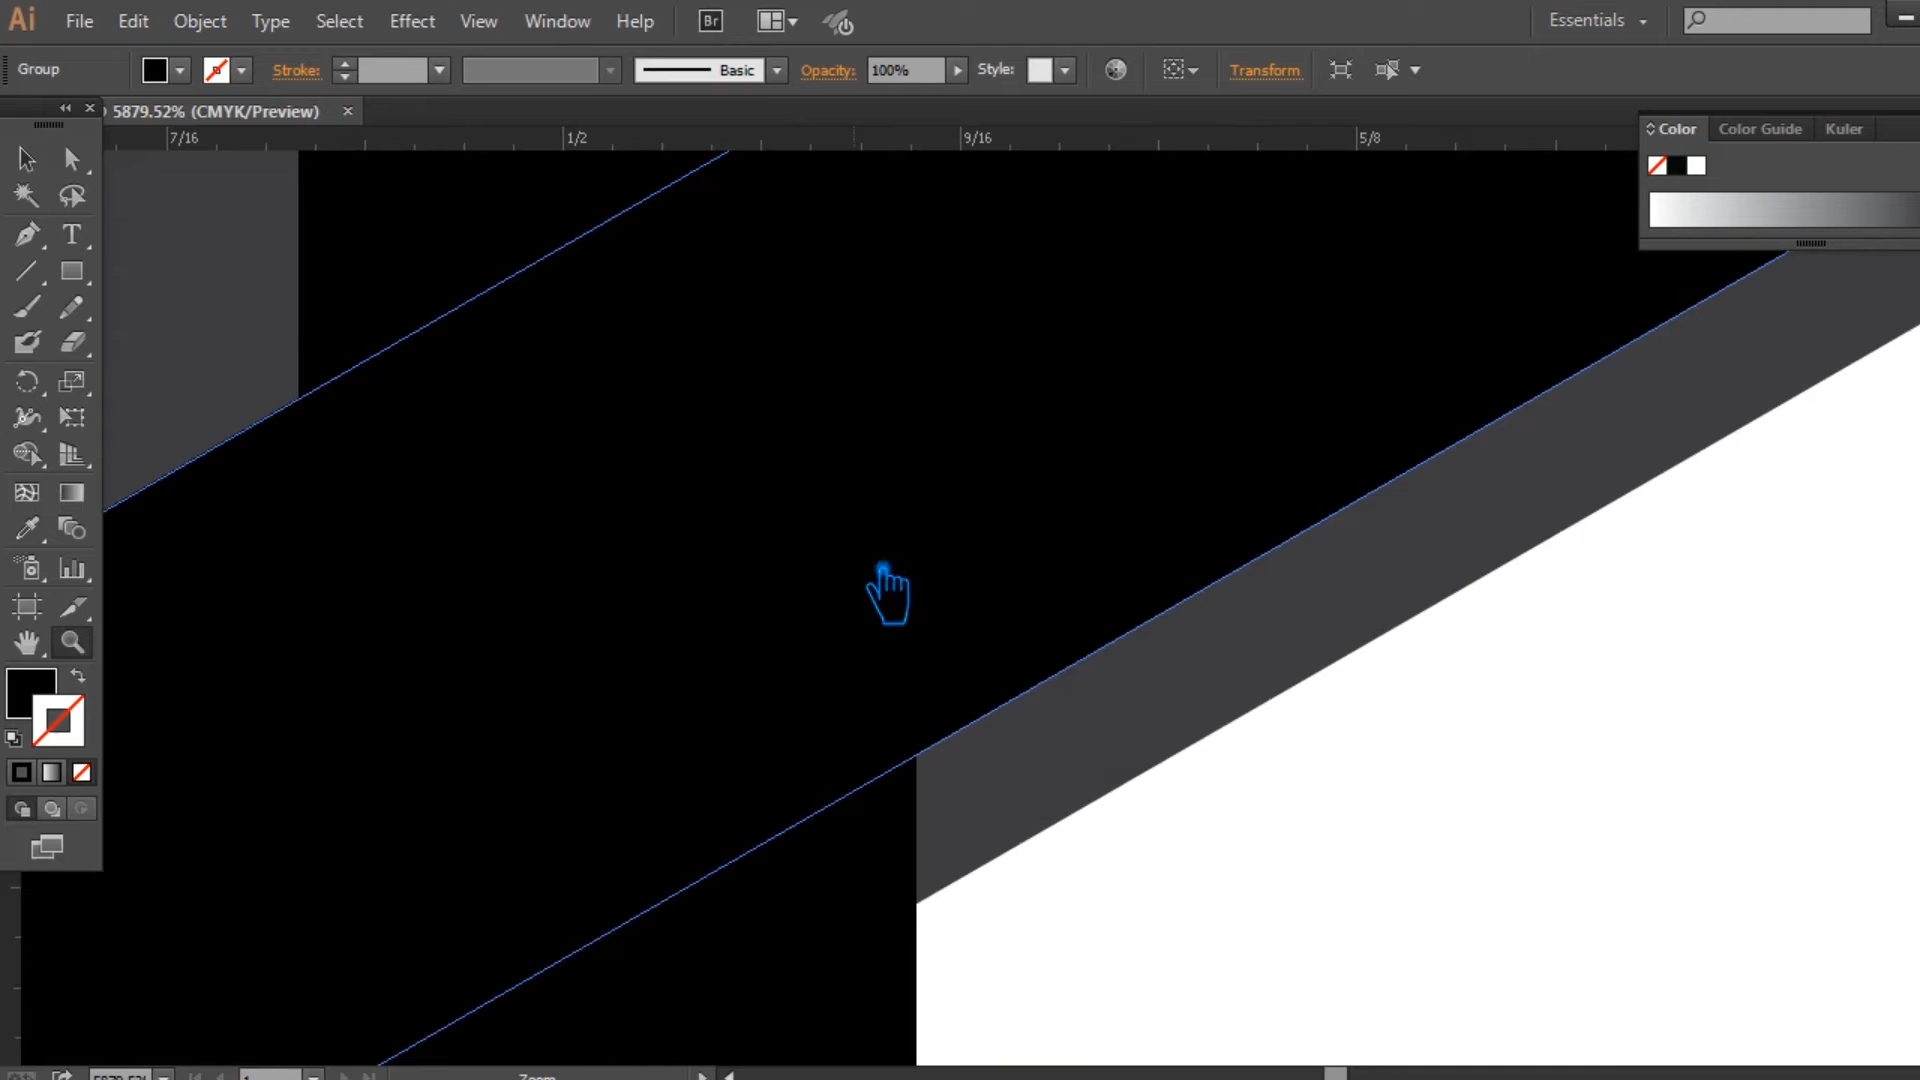 Ai File Edit Object Type Select Effect View Window Help Br Essentials
Group Stroke: Basic Opacity: 100% Style: Transform
5879.52% (CMYK/Preview) ×
7/16 1/2 9/16 5/8
Color Color Guide Kuler
T
Zoom